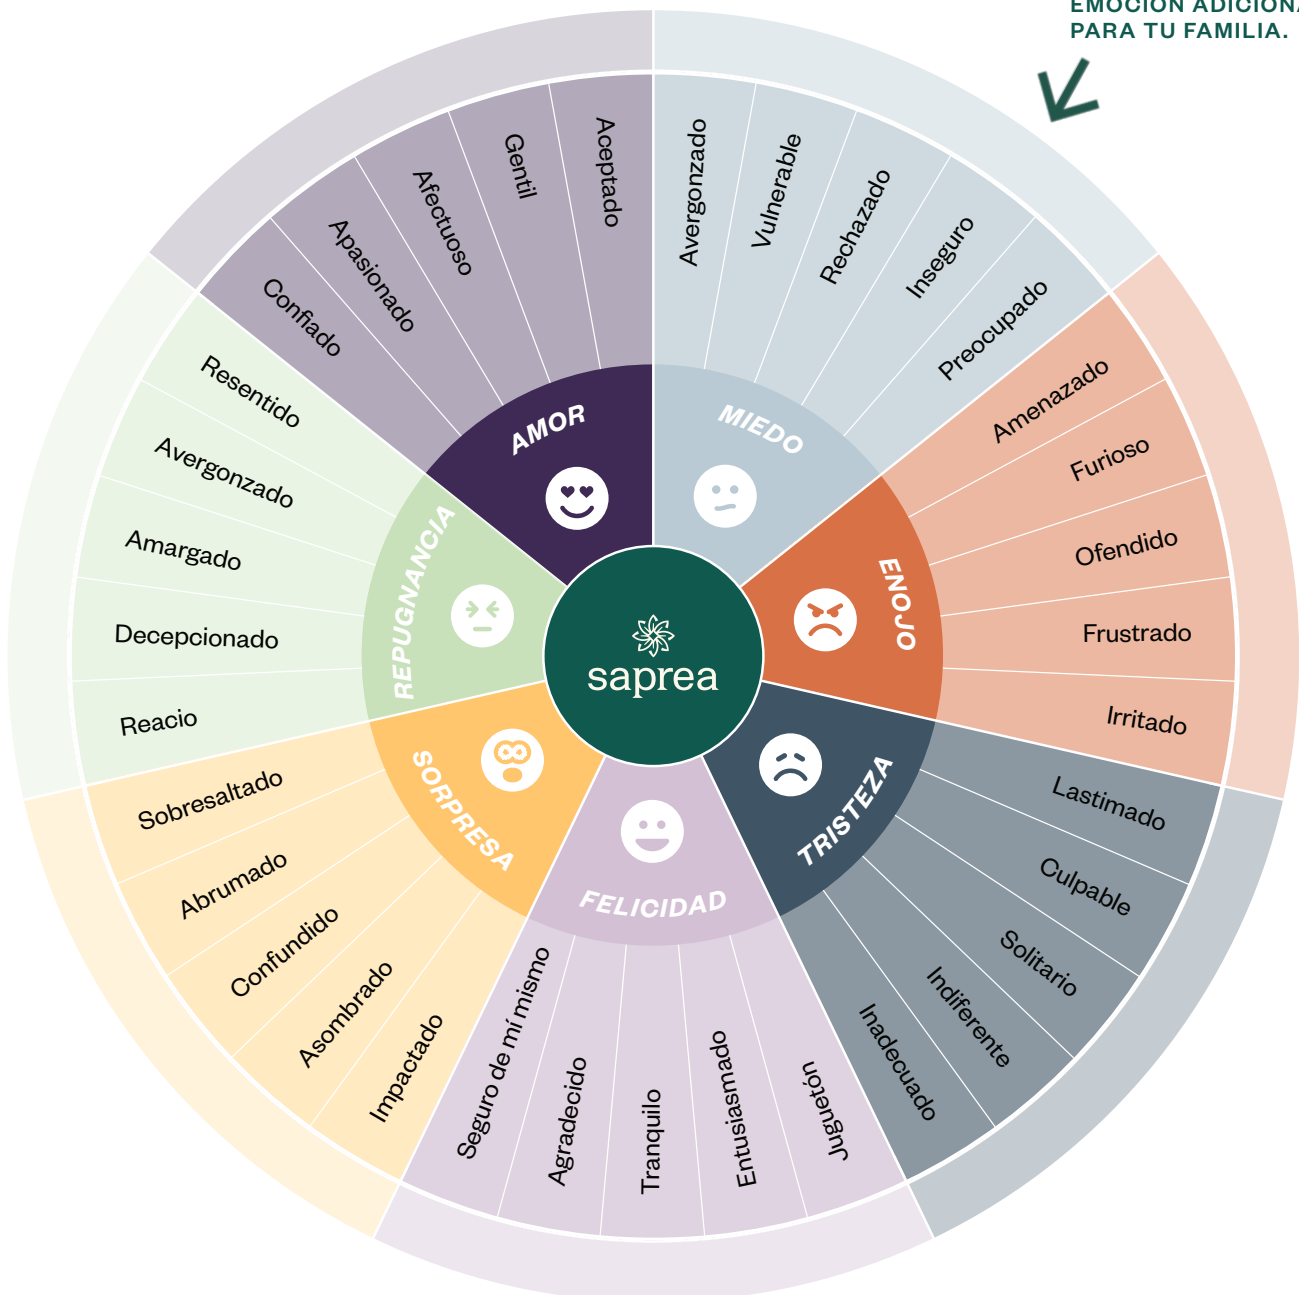 EMOCIÓN ADICIONA
PARA TU FAMILIA.
AMOR
Confiado
Apasionado
Afectuoso
Gentil
Aceptado
MIEDO
Avergonzado
Vulnerable
Rechazado
Inseguro
Preocupado
ENOJO
Amenazado
Furioso
Ofendido
Frustrado
Irritado
TRISTEZA
Lastimado
Culpable
Solitario
Indiferente
Inadecuado
FELICIDAD
Juguetón
Entusiasmado
Tranquilo
Agradecido
Seguro de mí mismo
SORPRESA
Impactado
Asombrado
Confundido
Abrumado
Sobresaltado
REPUGNANCIA
Reacio
Decepcionado
Amargado
Avergonzado
Resentido
saprea